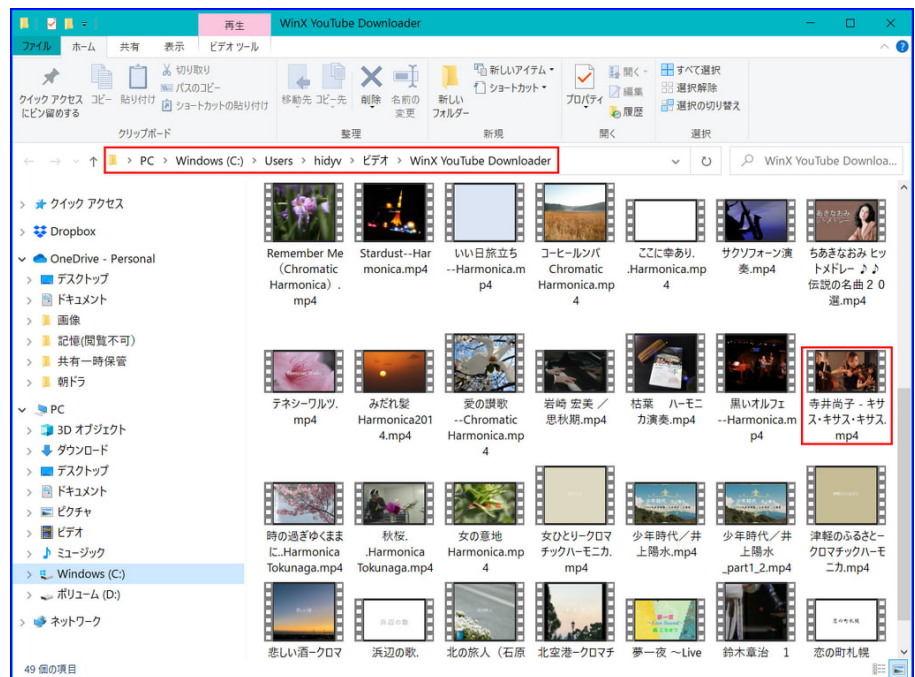 再生
WinX YouTube Downloader
ファイル
ホーム
共有
表示
ビデオ ツール
クイック アクセス
にピン留めする
コピー
貼り付け
切り取り
パスのコピー
ショートカットの貼り付け
クリップボード
移動先
コピー先
削除
名前の
変更
整理
新しい
フォルダー
新しいアイテム
ショートカット
新規
プロパティ
開く
編集
履歴
開く
すべて選択
選択解除
選択の切り替え
選択
PC > Windows (C:) > Users > hidyv > ビデオ > WinX YouTube Downloader
WinX YouTube Downloa...
クイック アクセス
Dropbox
OneDrive - Personal
デスクトップ
ドキュメント
画像
記憶(閲覧不可)
共有一時保管
朝ドラ
PC
3D オブジェクト
ダウンロード
デスクトップ
ドキュメント
ピクチャ
ビデオ
ミュージック
Windows (C:)
ボリューム (D:)
ネットワーク
Remember Me
(Chromatic
Harmonica) .
mp4
Stardust--Har
monica.mp4
いい日旅立ち
--Harmonica.m
p4
コーヒールンバ
Chromatic
Harmonica.mp
4
ここに幸あり.
.Harmonica.mp
4
サクソフォーン演
奏.mp4
ちあきなおみ ヒッ
トメドレー ♪♪
伝説の名曲20
選.mp4
テネシーワルツ.
mp4
みだれ髪
Harmonica201
4.mp4
愛の讃歌
--Chromatic
Harmonica.mp
4
岩崎 宏美 ／
思秋期.mp4
枯葉 ハーモニ
カ演奏.mp4
黒いオルフェ
--Harmonica.m
p4
寺井尚子 - キサ
ス・キサス・キサス.
mp4
時の過ぎゆくまま
に..Harmonica
Tokunaga.mp4
秋桜.
.Harmonica
Tokunaga.mp4
女の意地
Harmonica.mp
4
女ひとりークロマ
チックハーモニカ.
mp4
少年時代／井
上陽水.mp4
少年時代／井
上陽水
_part1_2.mp4
津軽のふるさとー
クロマチックハーモ
ニカ.mp4
悲しい酒ークロマ
浜辺の歌.
北の旅人（石原
北空港ークロマチ
夢一夜 ～Live
鈴木章治 1
恋の町札幌
49 個の項目